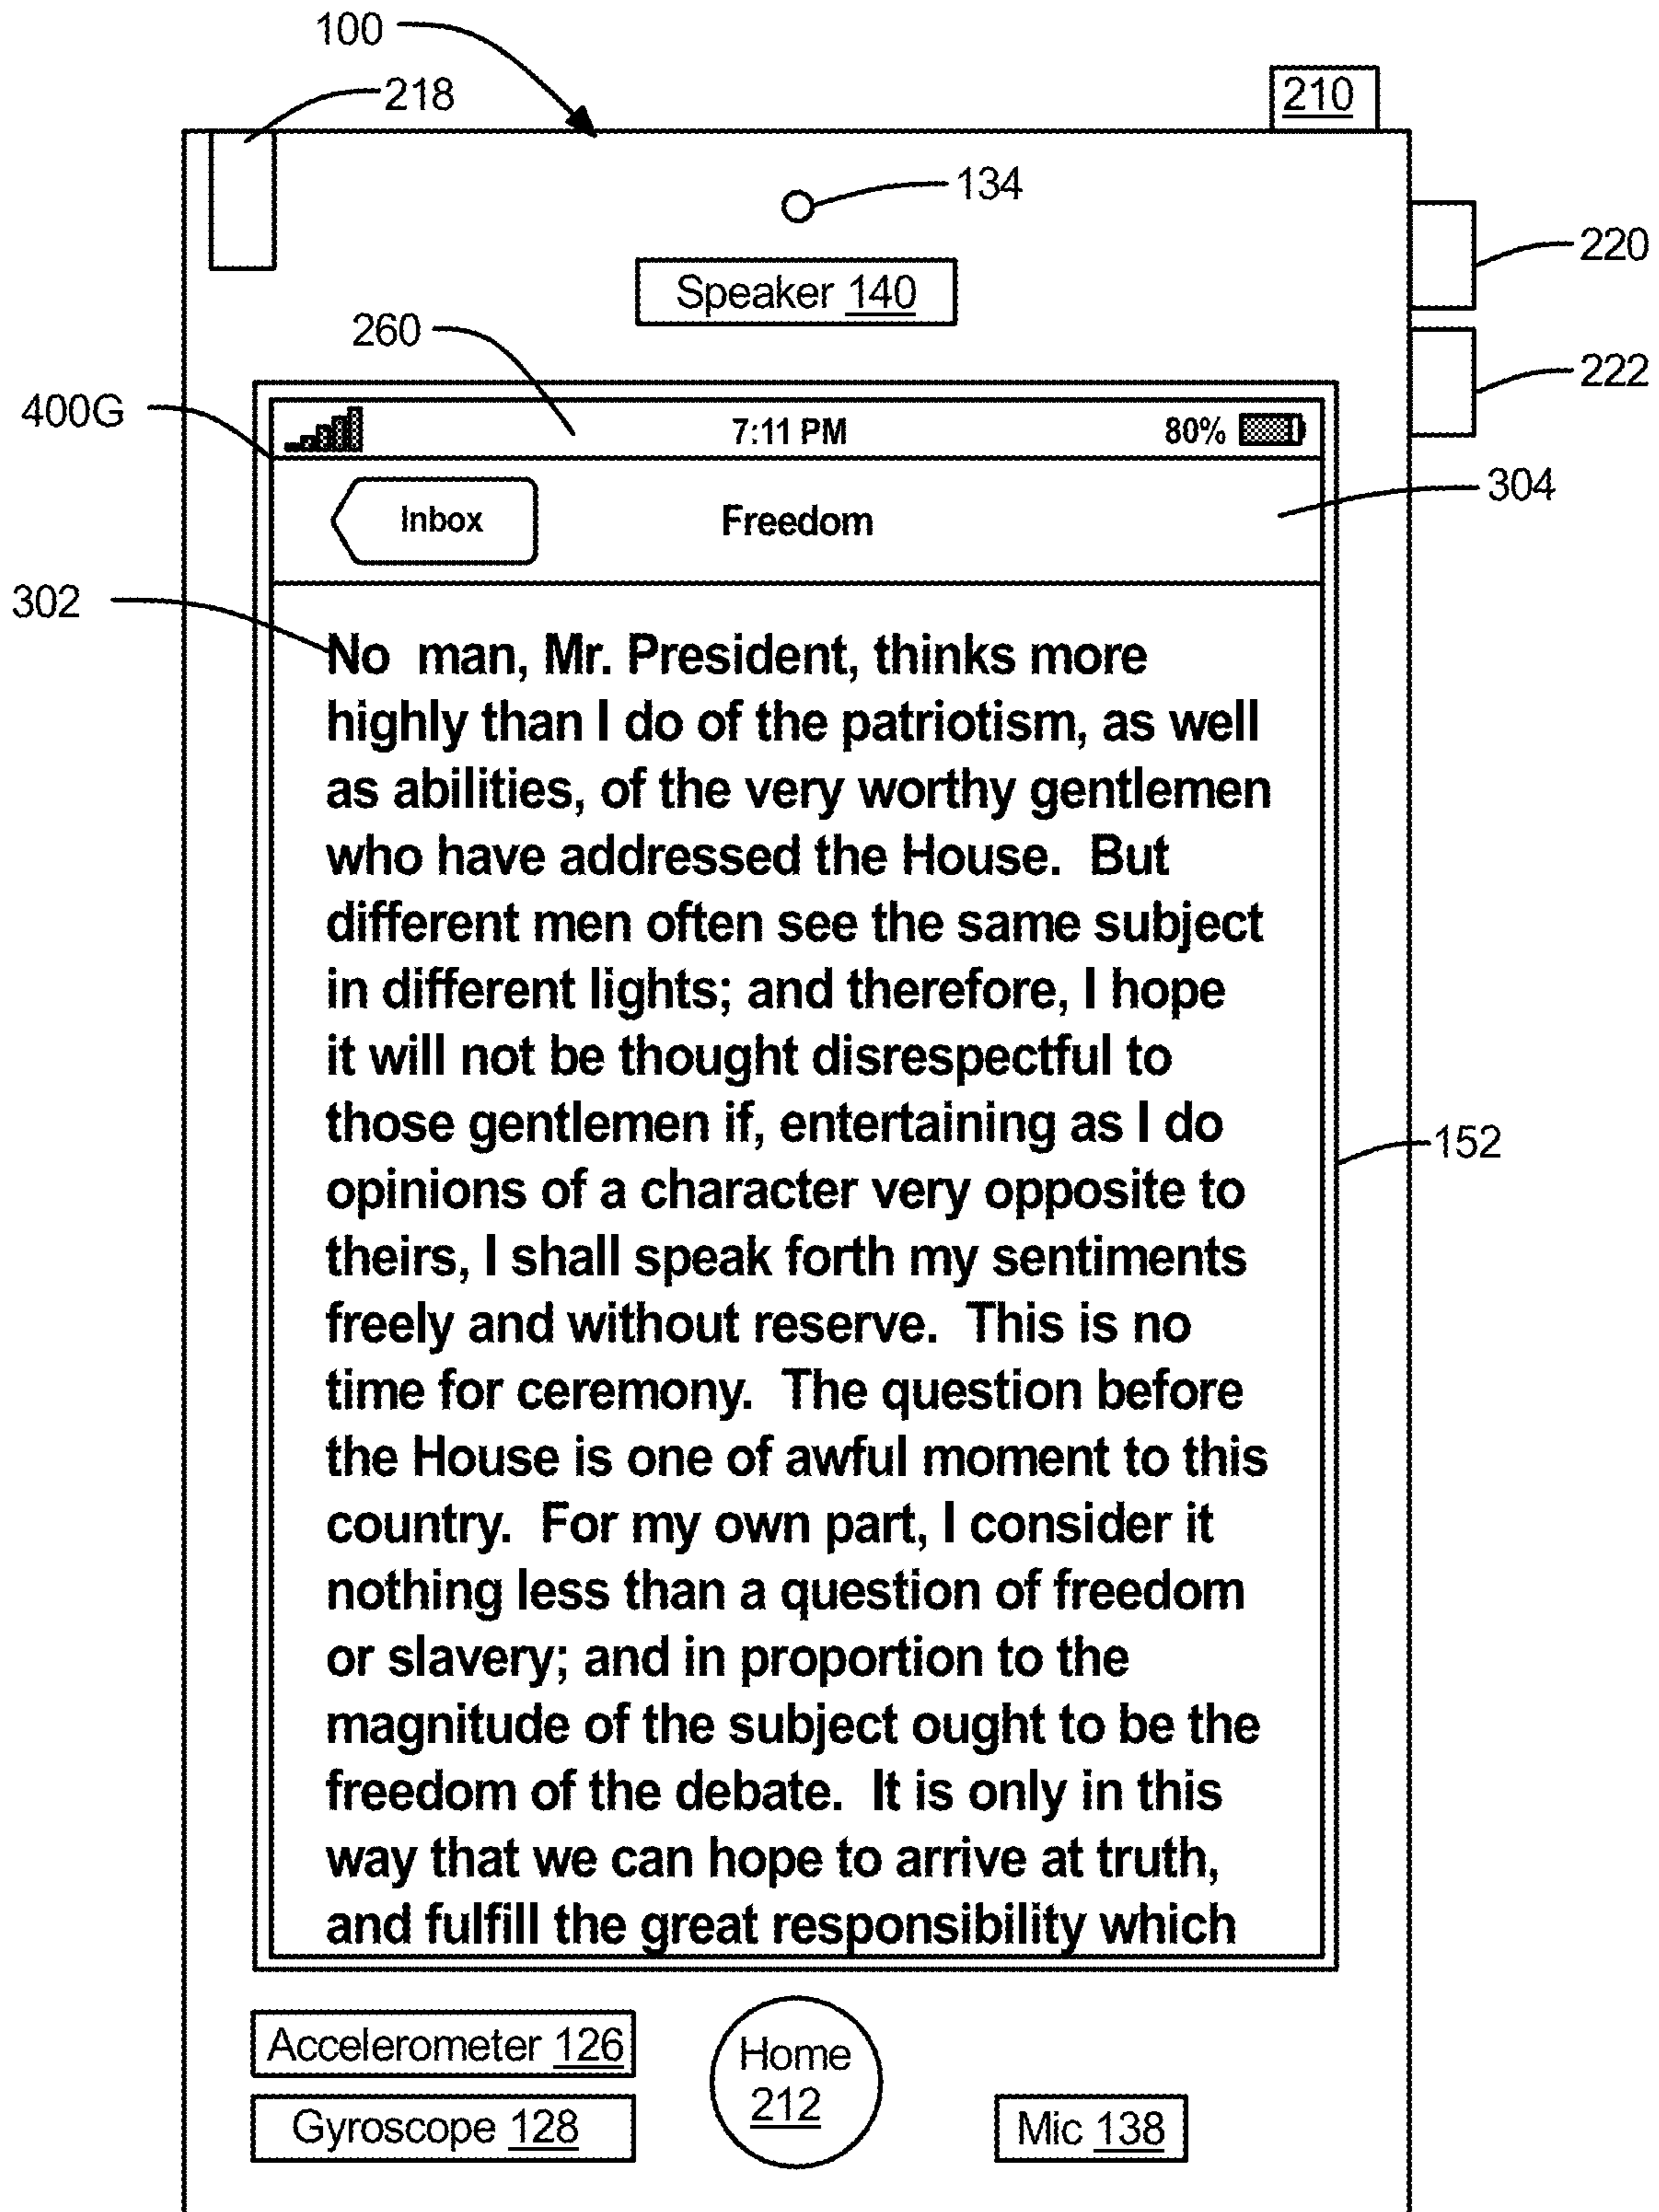 100
218
210
134
220
Speaker 140
260
222
400G
7:11 PM
80%
Inbox
Freedom
304
302
No man, Mr. President, thinks more
highly than I do of the patriotism, as well
as abilities, of the very worthy gentlemen
who have addressed the House. But
different men often see the same subject
in different lights; and therefore, I hope
it will not be thought disrespectful to
those gentlemen if, entertaining as I do
opinions of a character very opposite to
theirs, I shall speak forth my sentiments
freely and without reserve. This is no
time for ceremony. The question before
the House is one of awful moment to this
country. For my own part, I consider it
nothing less than a question of freedom
or slavery; and in proportion to the
magnitude of the subject ought to be the
freedom of the debate. It is only in this
way that we can hope to arrive at truth,
and fulfill the great responsibility which
152
Accelerometer 126
Home
212
Gyroscope 128
Mic 138